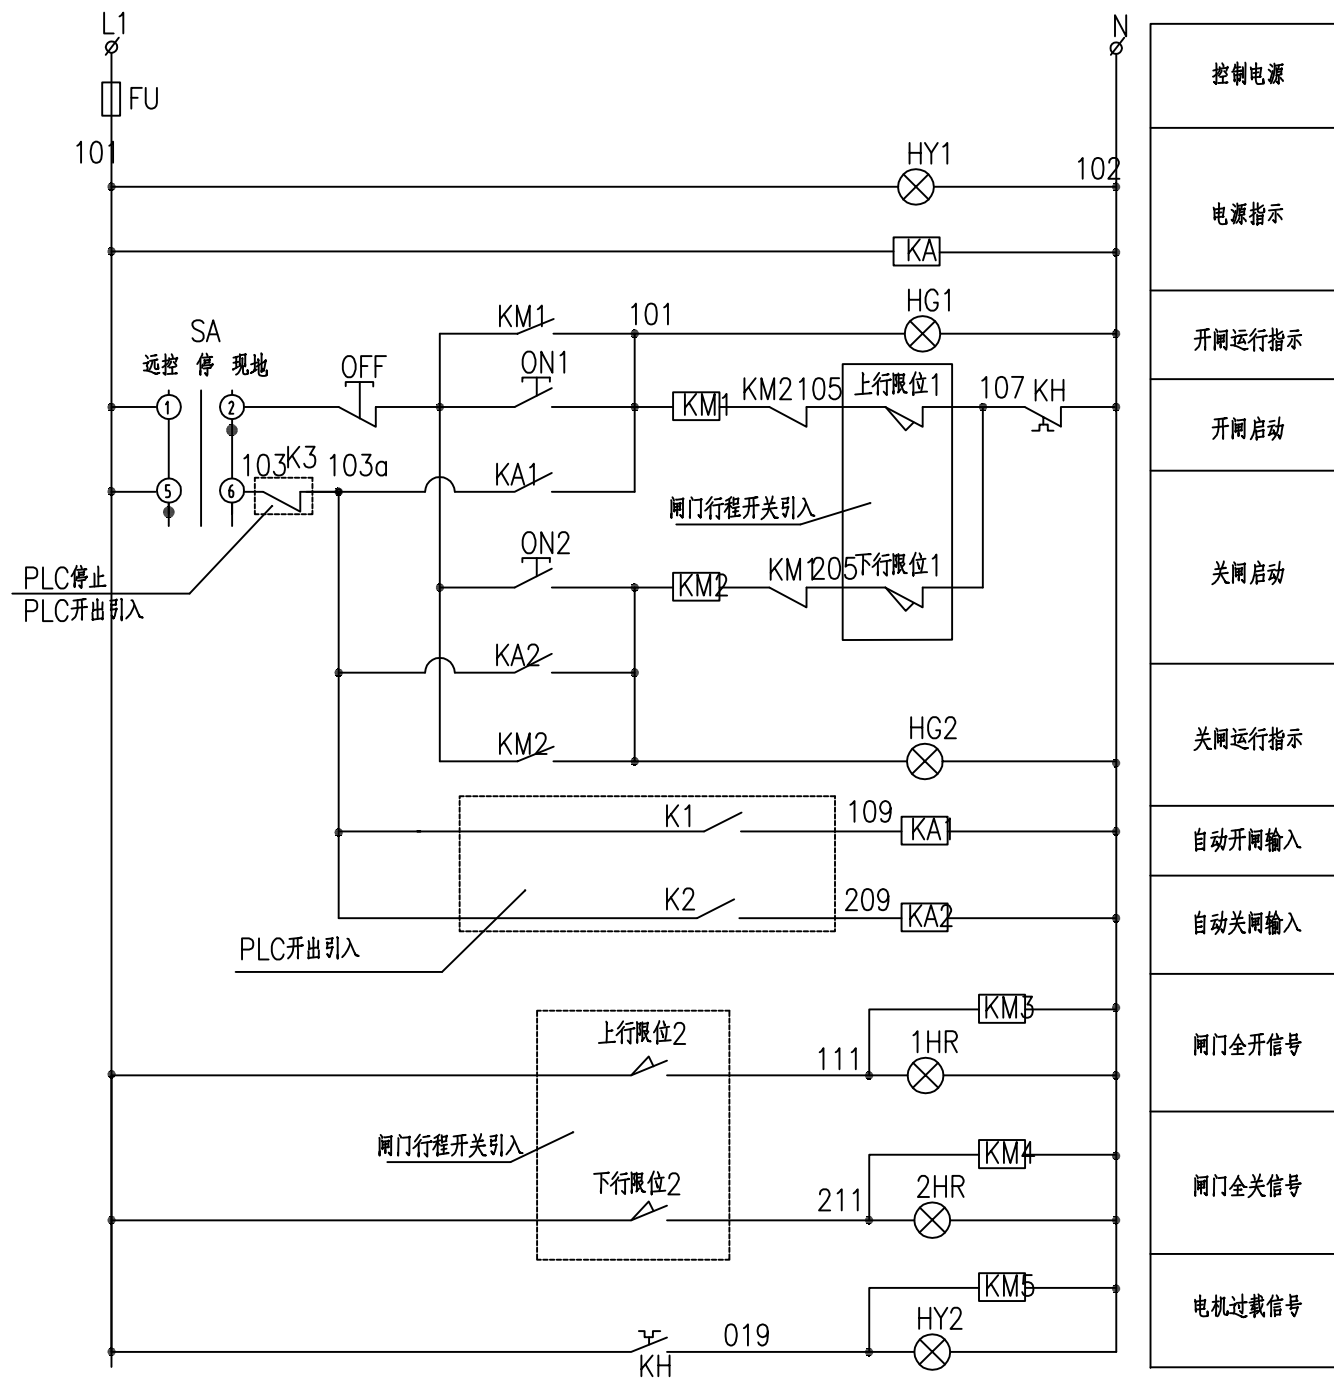 L1
N
FU
控制电源
101
HY1
102
电源指示
KA
HG1
KM1
101
开闸运行指示
SA
远控 停 现地
OFF
ON1
KM1
KM2
105
上行限位1
107
KH
1
2
开闸启动
103
K3
103a
KA1
5
6
闸门行程开关引入
ON2
KM2
KM1
205
下行限位1
关闸启动
PLC停止
PLC开出引入
KA2
KM2
HG2
关闸运行指示
K1
109
KA1
自动开闸输入
K2
209
KA2
自动关闸输入
PLC开出引入
KM3
上行限位2
111
1HR
闸门全开信号
闸门行程开关引入
KM4
下行限位2
211
2HR
闸门全关信号
KM5
019
HY2
KH
电机过载信号